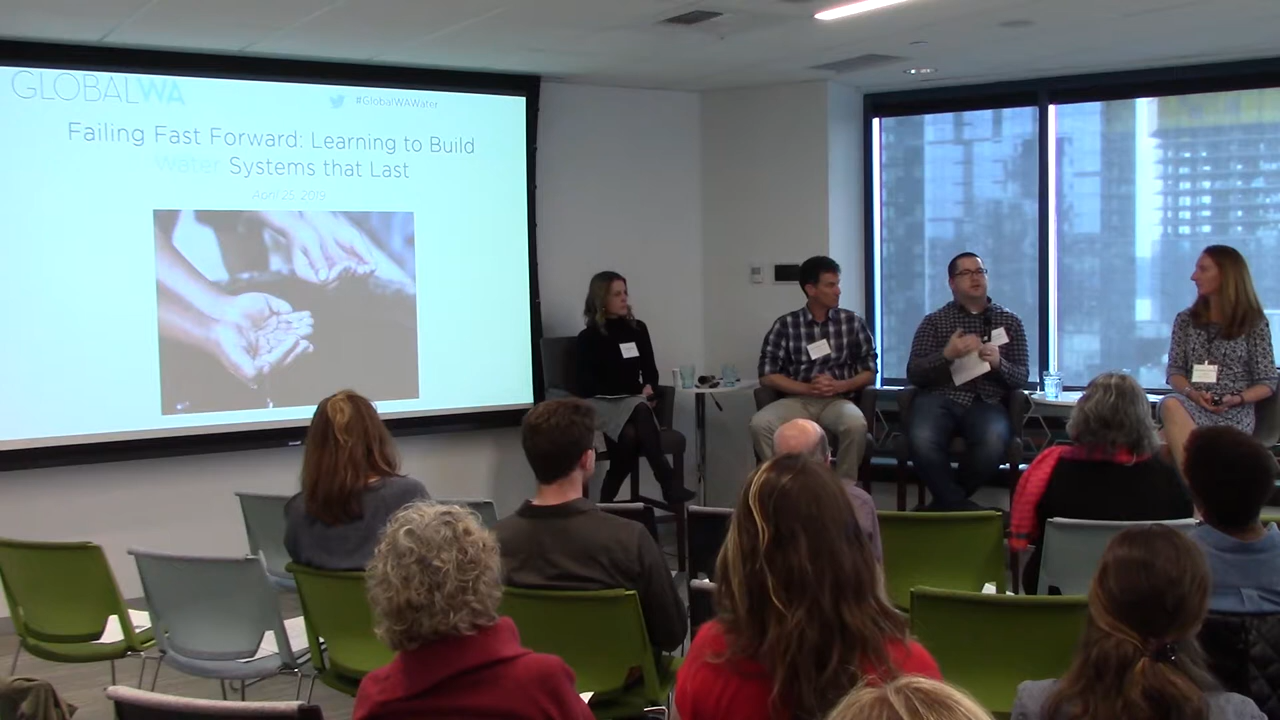 GLOBALWA
#GlobalWAWater
Failing Fast Forward: Learning to Build
Water Systems that Last
April 25, 2019